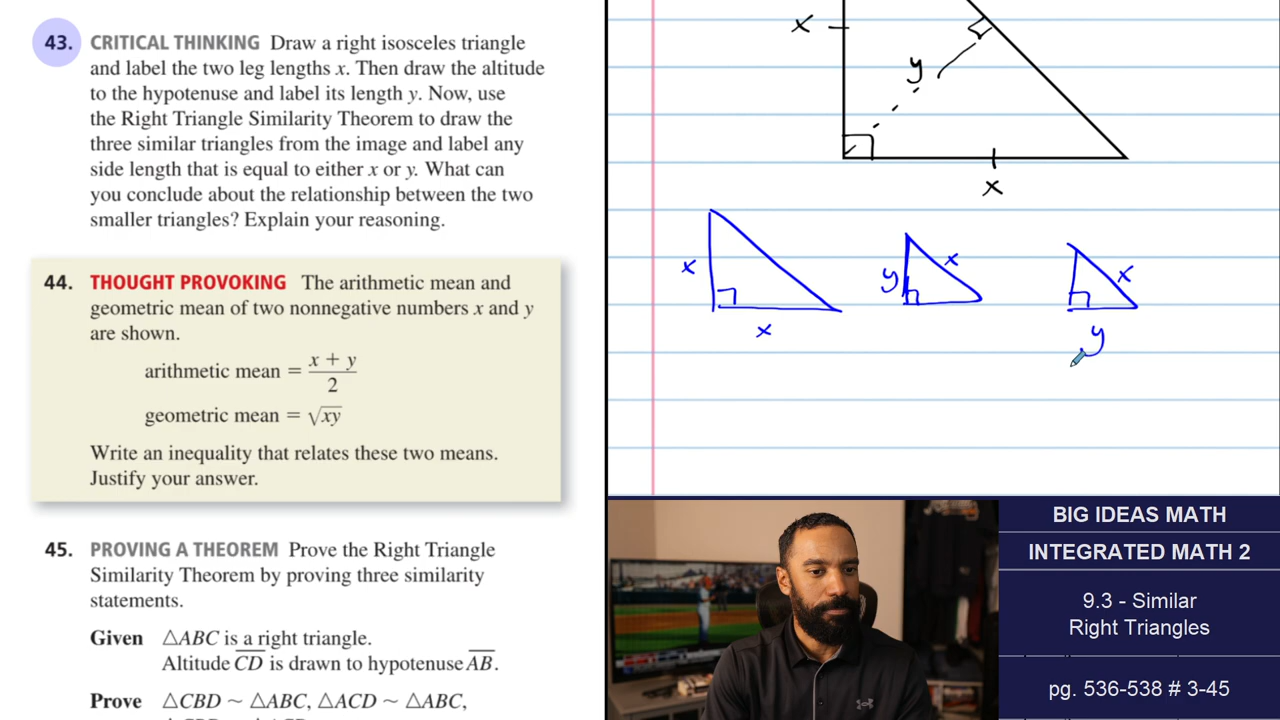 43. CRITICAL THINKING Draw a right isosceles triangle
and label the two leg lengths x. Then draw the altitude
to the hypotenuse and label its length y. Now, use
the Right Triangle Similarity Theorem to draw the
three similar triangles from the image and label any
side length that is equal to either x or y. What can
you conclude about the relationship between the two
smaller triangles? Explain your reasoning.
44. THOUGHT PROVOKING The arithmetic mean and
geometric mean of two nonnegative numbers x and y
are shown.
arithmetic mean = x + y / 2
geometric mean = √xy
Write an inequality that relates these two means.
Justify your answer.
45. PROVING A THEOREM Prove the Right Triangle
Similarity Theorem by proving three similarity
statements.
Given △ABC is a right triangle.
Altitude CD is drawn to hypotenuse AB.
Prove △CBD ~ △ABC, △ACD ~ △ABC,
x
y
x
x
x
y
x
x
y
BIG IDEAS MATH
INTEGRATED MATH 2
9.3 - Similar
Right Triangles
pg. 536-538 # 3-45